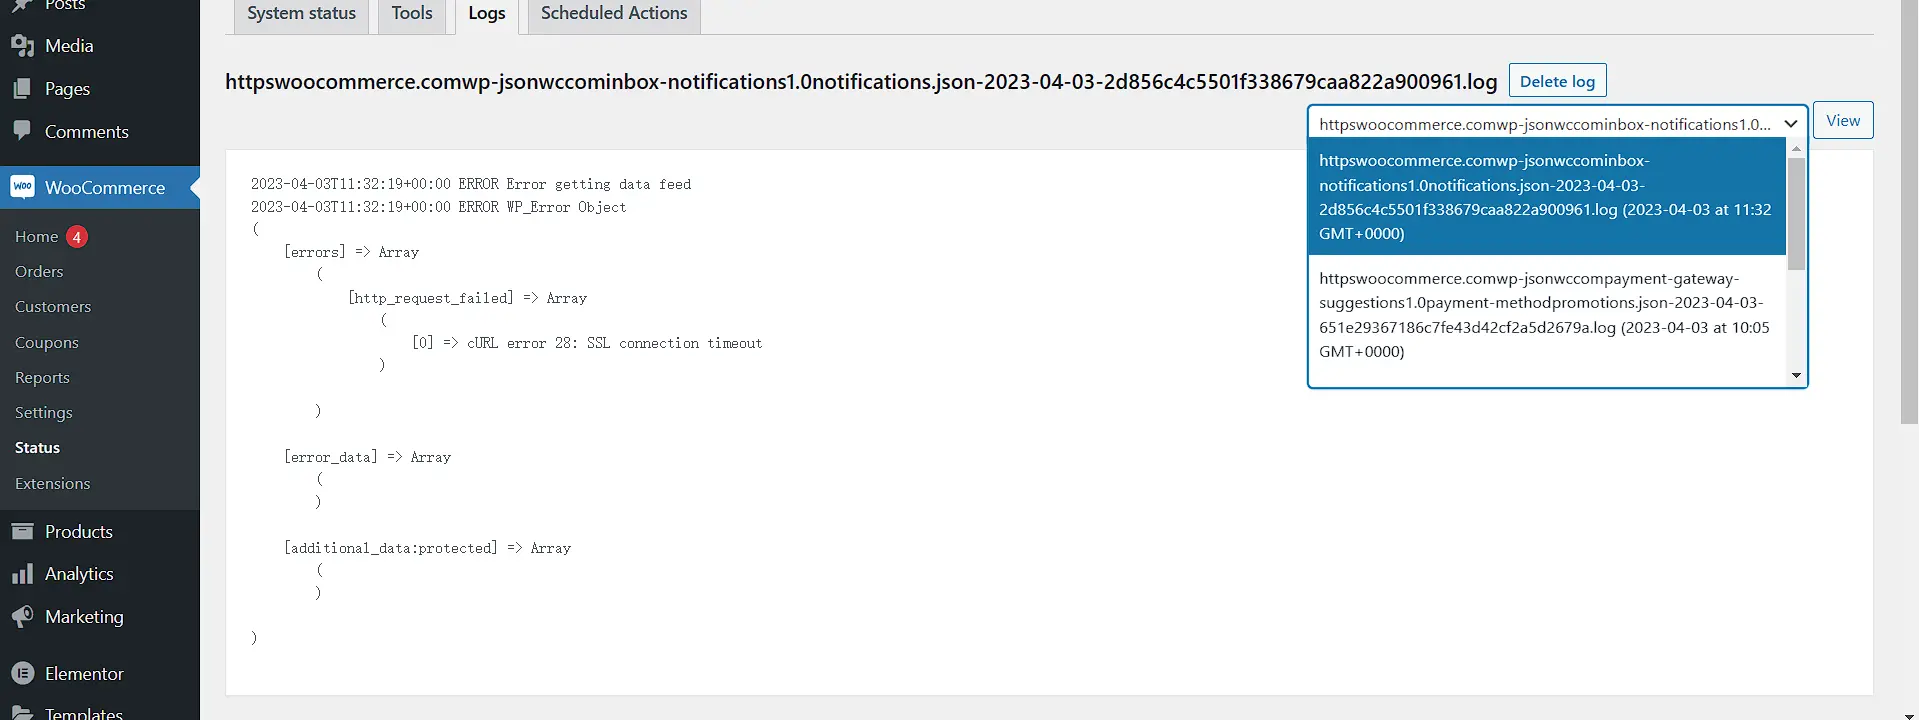 Posts
Media
Pages
Comments
WooCommerce
Home 4
Orders
Customers
Coupons
Reports
Settings
Status
Extensions
Products
Analytics
Marketing
Elementor
Templates
System status
Tools
Logs
Scheduled Actions
httpswoocommerce.comwp-jsonwccominbox-notifications1.0notifications.json-2023-04-03-2d856c4c5501f338679caa822a900961.log
Delete log
httpswoocommerce.comwp-jsonwccominbox-notifications1.0...
View
httpswoocommerce.comwp-jsonwccominbox-
notifications1.0notifications.json-2023-04-03-
2d856c4c5501f338679caa822a900961.log (2023-04-03 at 11:32
GMT+0000)
httpswoocommerce.comwp-jsonwccompayment-gateway-
suggestions1.0payment-methodpromotions.json-2023-04-03-
651e29367186c7fe43d42cf2a5d2679a.log (2023-04-03 at 10:05
GMT+0000)
2023-04-03T11:32:19+00:00 ERROR Error getting data feed
2023-04-03T11:32:19+00:00 ERROR WP_Error Object
(
[errors] => Array
(
[http_request_failed] => Array
(
[0] => cURL error 28: SSL connection timeout
)
)
[error_data] => Array
(
)
[additional_data:protected] => Array
(
)
)